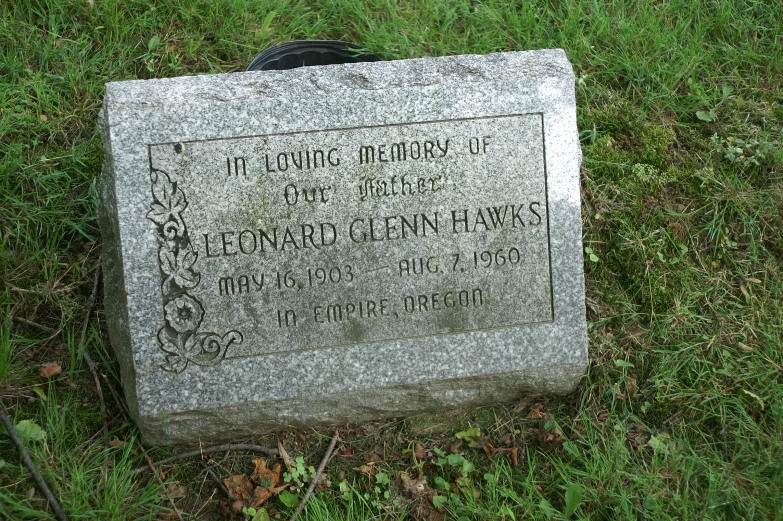 IN LOVING MEMORY OF
Our Father
LEONARD GLENN HAWKS
MAY 16, 1903 — AUG. 7, 1960
IN EMPIRE, OREGON